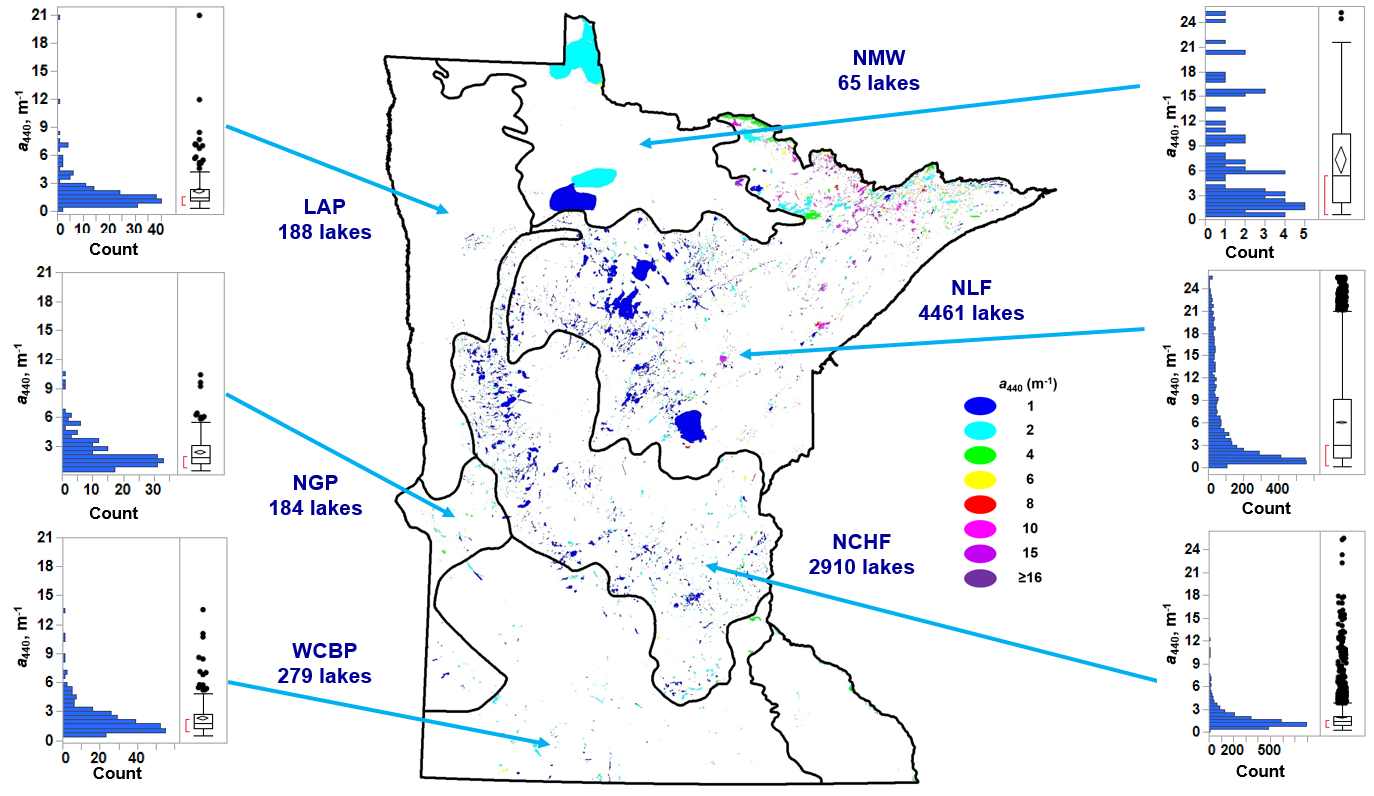 21
18
15
12
9
6
3
0
a440, m-1
0 10 20 30 40
Count
LAP
188 lakes
NMW
65 lakes
24
21
18
15
12
9
6
3
0
a440, m-1
0 1 2 3 4 5
Count
21
18
15
12
9
6
3
a440, m-1
0 10 20 30
Count
NGP
184 lakes
NLF
4461 lakes
24
21
18
15
12
9
6
3
0
a440, m-1
0 200 400
Count
a440 (m-1)
1
2
4
6
8
10
15
≥16
21
18
15
12
9
6
3
0
a440, m-1
0 20 40
Count
WCBP
279 lakes
NCHF
2910 lakes
24
21
18
15
12
9
6
3
0
a440, m-1
0 200 500
Count